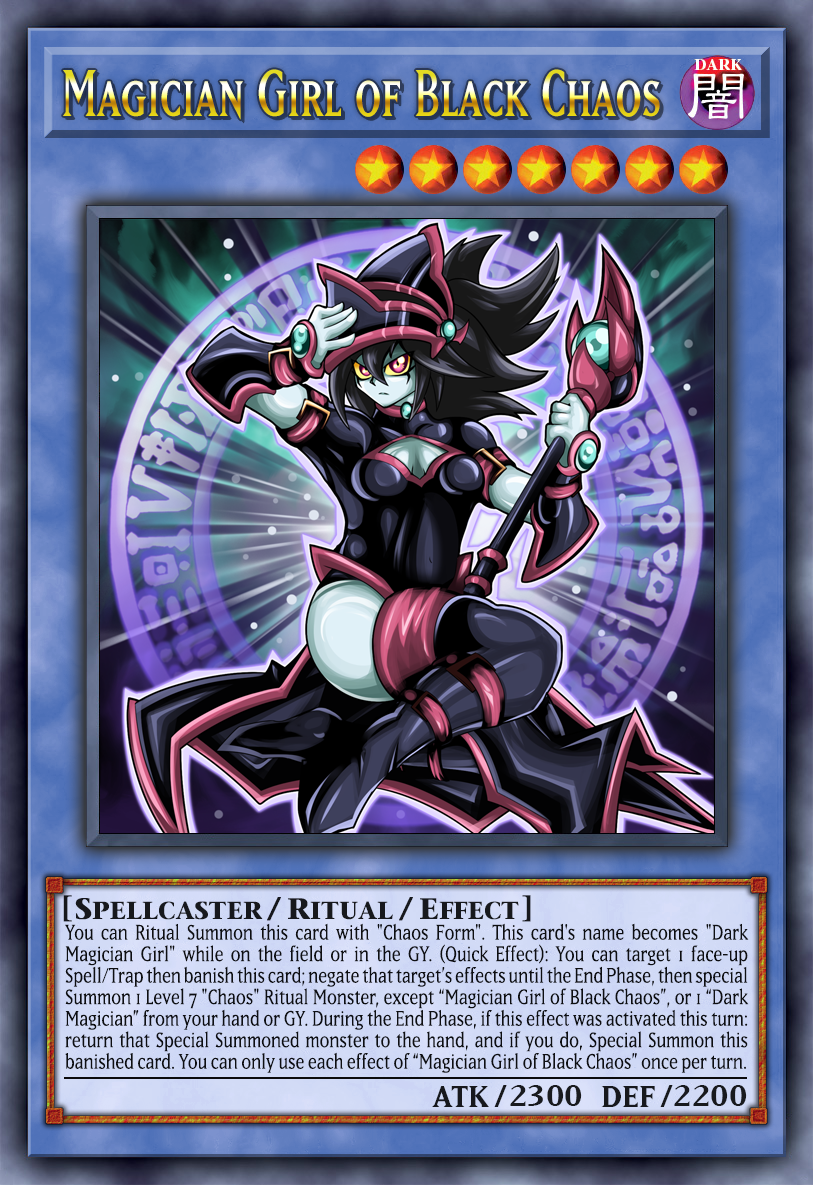 Magician Girl of Black Chaos
DARK
闇
[Spellcaster / Ritual / Effect]
You can Ritual Summon this card with "Chaos Form". This card's name becomes "Dark
Magician Girl" while on the field or in the GY. (Quick Effect): You can target 1 face-up
Spell/Trap then banish this card; negate that target's effects until the End Phase, then special
Summon 1 Level 7 "Chaos" Ritual Monster, except “Magician Girl of Black Chaos”, or 1 “Dark
Magician” from your hand or GY. During the End Phase, if this effect was activated this turn:
return that Special Summoned monster to the hand, and if you do, Special Summon this
banished card. You can only use each effect of “Magician Girl of Black Chaos” once per turn.
ATK/2300 DEF/2200